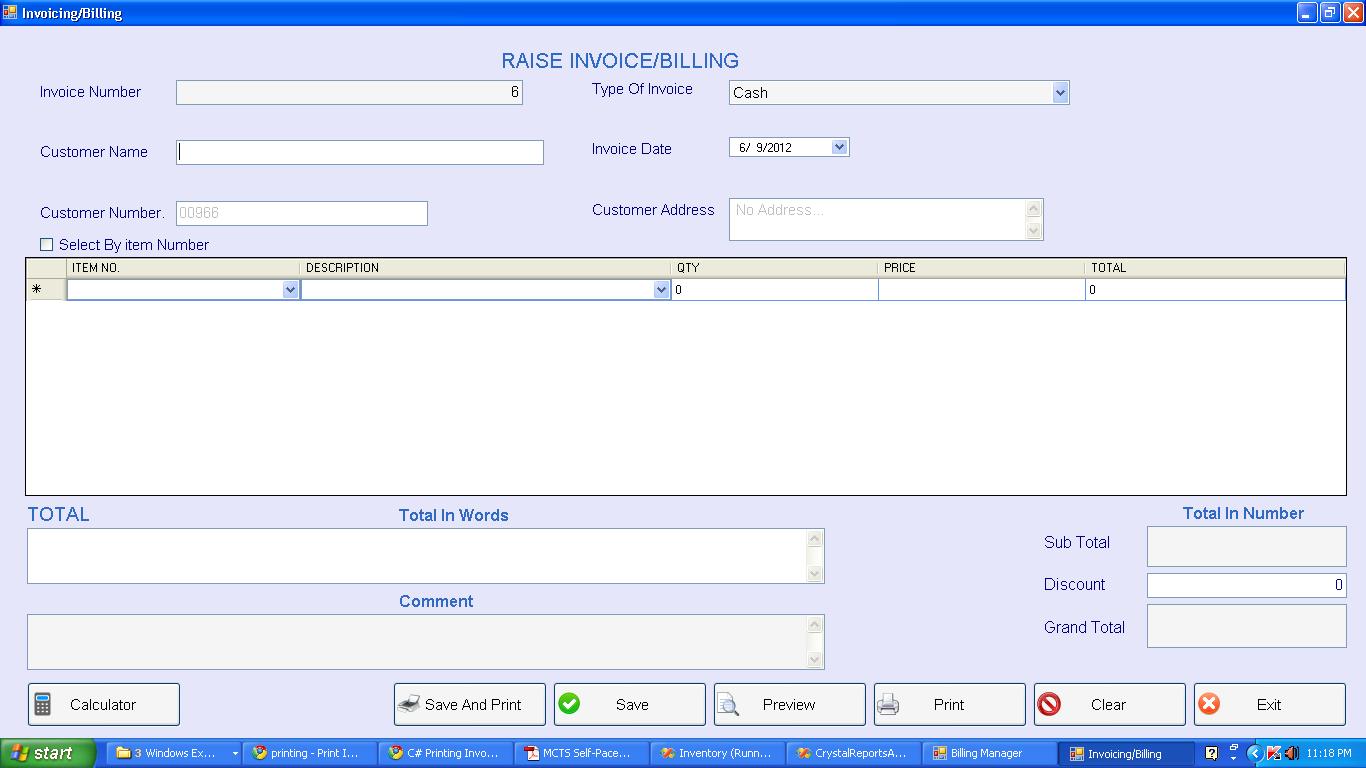 Invoicing/Billing
RAISE INVOICE/BILLING
Invoice Number 6 Type Of Invoice Cash
Customer Name Invoice Date 6/ 9/2012
Customer Number. 00966 Customer Address No Address...
Select By item Number
ITEM NO. DESCRIPTION QTY PRICE TOTAL
* 0 0
TOTAL Total In Words Total In Number
Sub Total
Discount 0
Comment
Grand Total
Calculator Save And Print Save Preview Print Clear Exit
start 3 Windows Ex... printing - Print I... C# Printing Invo... MCTS Self-Pace... Inventory (Runn... CrystalReportsA... Billing Manager Invoicing/Billing 11:18 PM